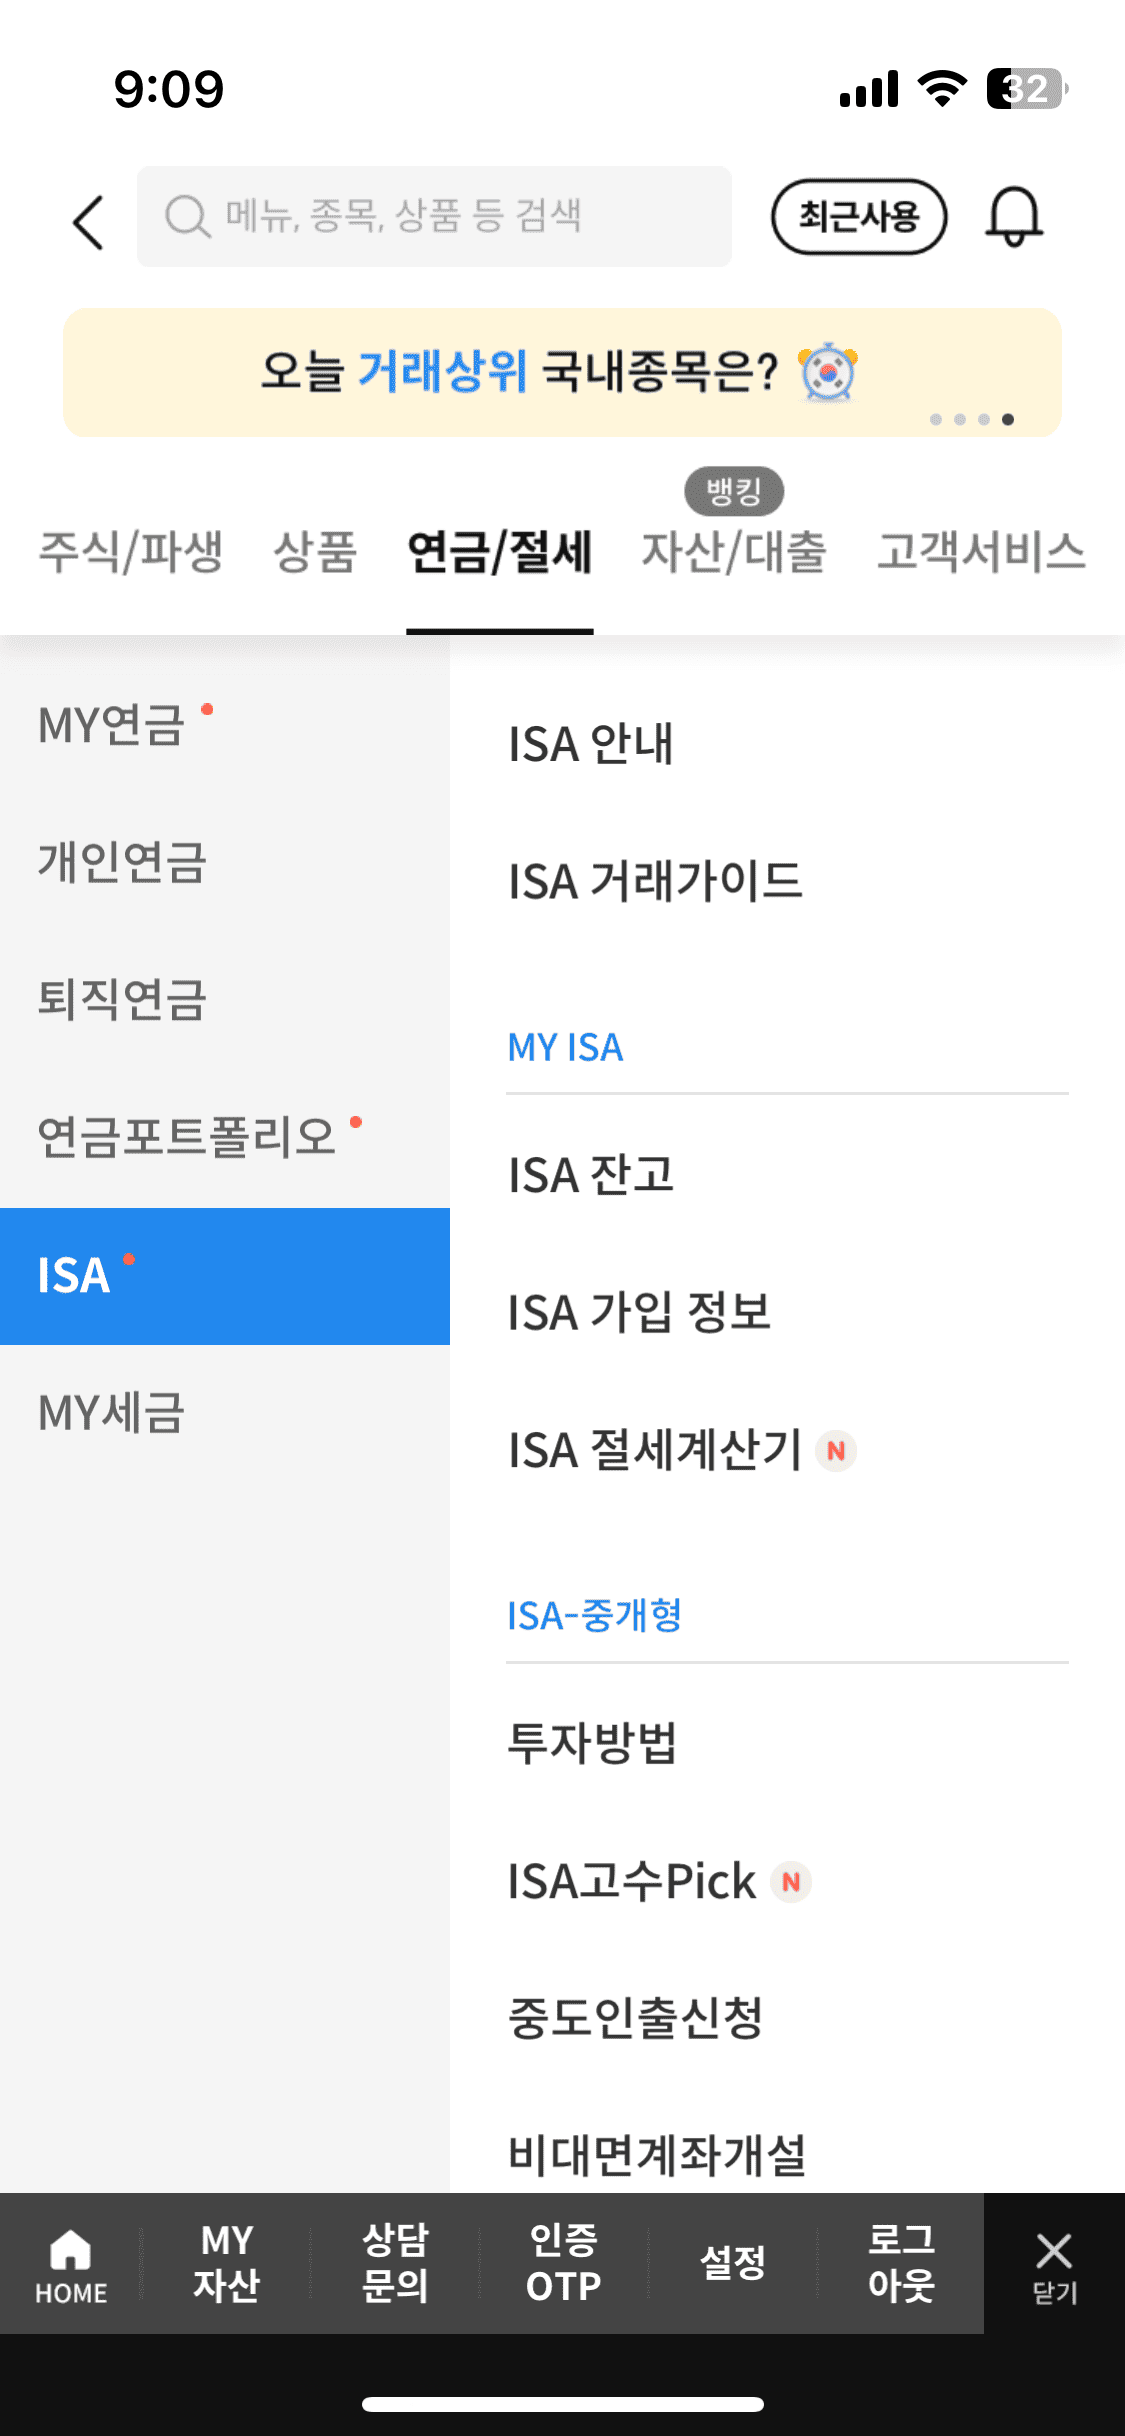 9:09
32
메뉴, 종목, 상품 등 검색
최근사용
오늘 거래상위 국내종목은?
뱅킹
주식/파생 상품 연금/절세 자산/대출 고객서비스
MY연금
개인연금
퇴직연금
연금포트폴리오
ISA
MY세금
ISA 안내
ISA 거래가이드
MY ISA
ISA 잔고
ISA 가입 정보
ISA 절세계산기 N
ISA-중개형
투자방법
ISA고수Pick N
중도인출신청
비대면계좌개설
HOME
MY
자산
상담
문의
인증
OTP
설정
로그
아웃
닫기